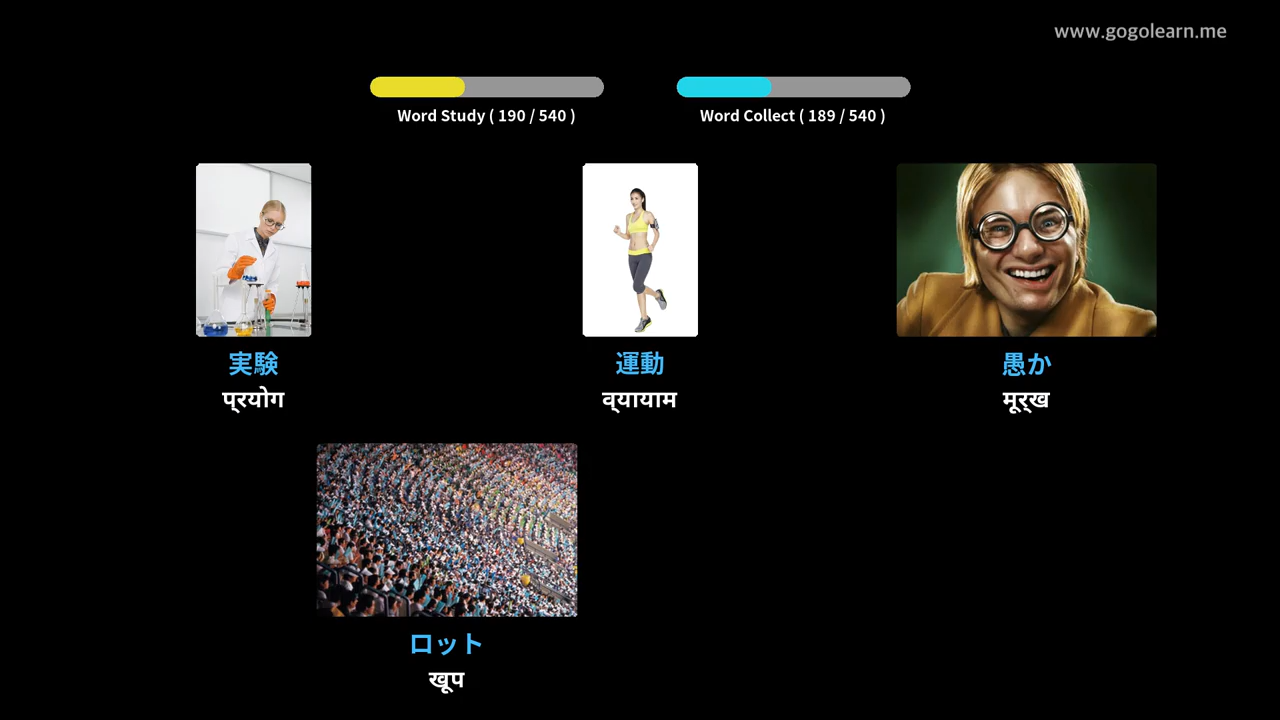 www.gogolearn.me
Word Study ( 190 / 540 )
Word Collect ( 189 / 540 )
実験
प्रयोग
運動
व्यायाम
愚か
मूर्ख
ロット
खूप